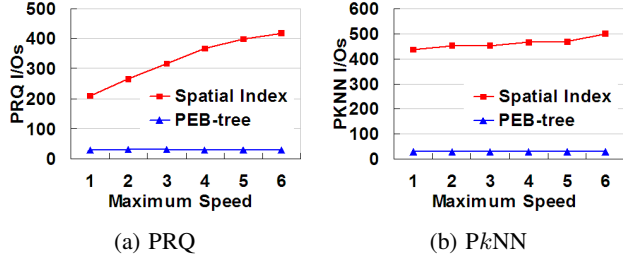 500
400
300
200
100
0
PRQ I/Os
Spatial Index
PEB-tree
1 2 3 4 5 6
Maximum Speed
(a) PRQ
600
500
400
300
200
100
0
PKNN I/Os
Spatial Index
PEB-tree
1 2 3 4 5 6
Maximum Speed
(b) PkNN